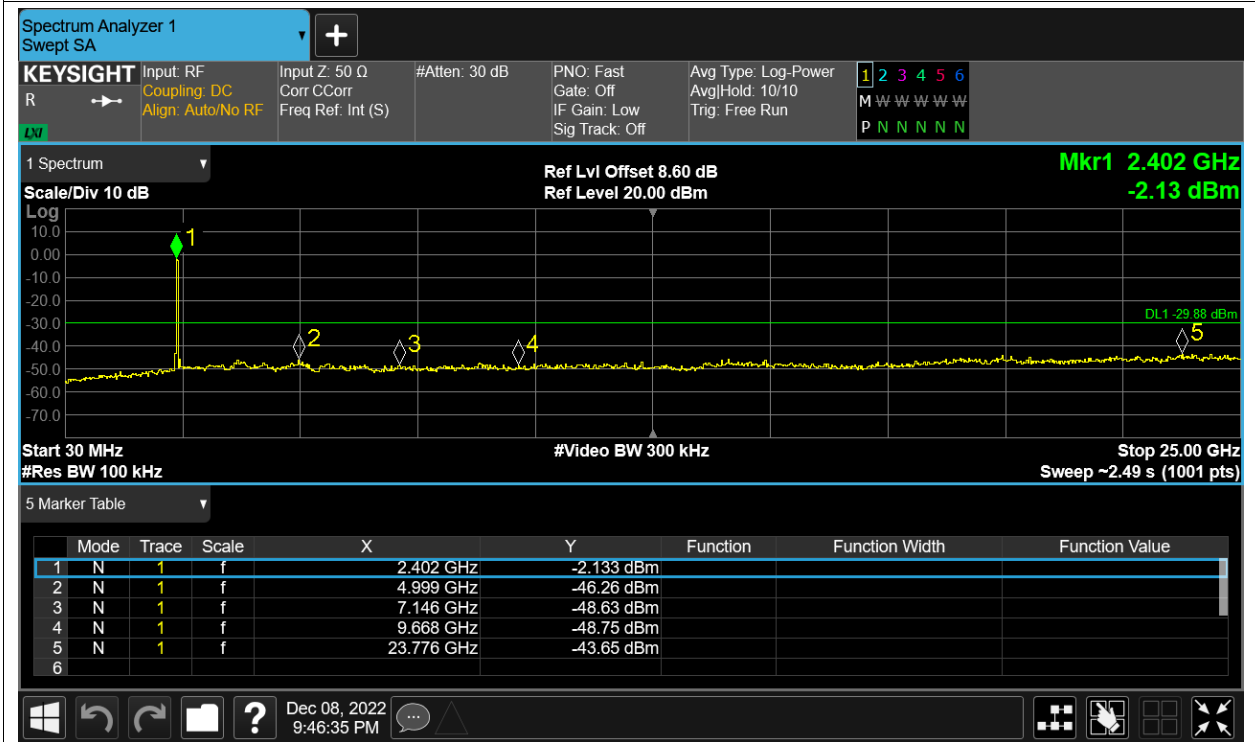 Spectrum Analyzer 1
Swept SA
KEYSIGHT
R
LXI
Input: RF
Coupling: DC
Align: Auto/No RF
Input Z: 50 Ω
Corr CCorr
Freq Ref: Int (S)
#Atten: 30 dB
PNO: Fast
Gate: Off
IF Gain: Low
Sig Track: Off
Avg Type: Log-Power
Avg|Hold: 10/10
Trig: Free Run
1 2 3 4 5 6
M W W W W W
P N N N N N
1 Spectrum
Scale/Div 10 dB
Ref Lvl Offset 8.60 dB
Ref Level 20.00 dBm
Mkr1 2.402 GHz
-2.13 dBm
Log
10.0
0.00
-10.0
-20.0
-30.0
-40.0
-50.0
-60.0
-70.0
1
2
3
4
5
DL1 -29.88 dBm
Start 30 MHz
#Res BW 100 kHz
#Video BW 300 kHz
Stop 25.00 GHz
Sweep ~2.49 s (1001 pts)
5 Marker Table
Mode Trace Scale X Y Function Function Width Function Value
1 N 1 f 2.402 GHz -2.133 dBm
2 N 1 f 4.999 GHz -46.26 dBm
3 N 1 f 7.146 GHz -48.63 dBm
4 N 1 f 9.668 GHz -48.75 dBm
5 N 1 f 23.776 GHz -43.65 dBm
6
?
Dec 08, 2022
9:46:35 PM